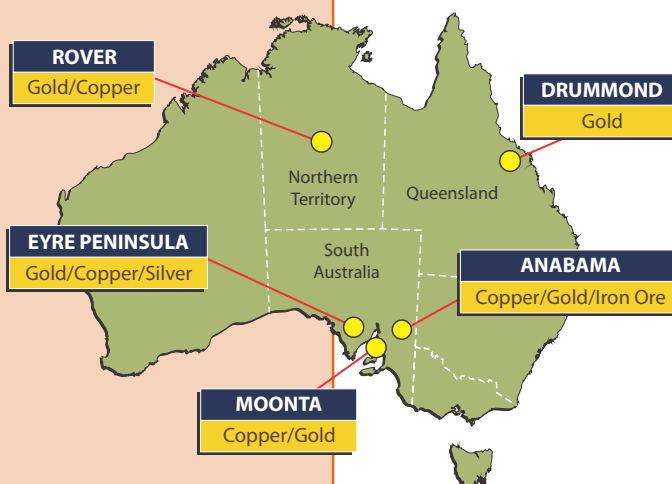 ROVER
Gold/Copper
DRUMMOND
Gold
Northern
Territory
Queensland
EYRE PENINSULA
Gold/Copper/Silver
South
Australia
ANABAMA
Copper/Gold/Iron Ore
MOONTA
Copper/Gold